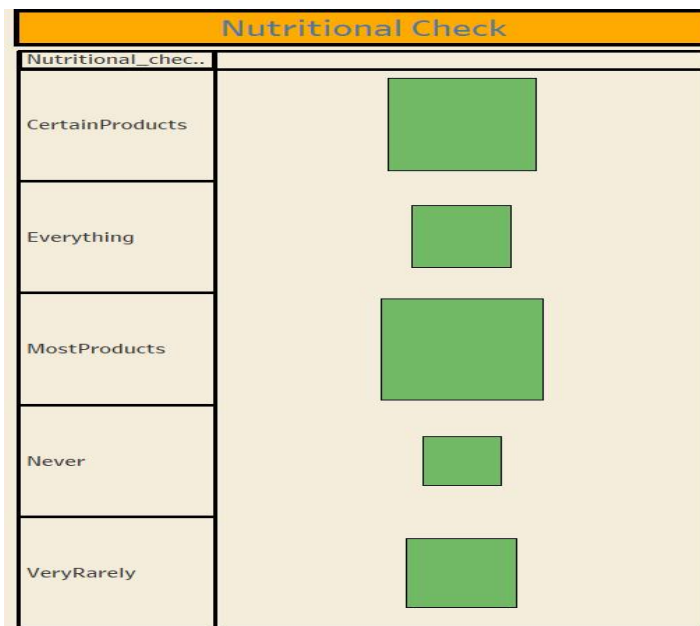 Nutritional Check
Nutritional_chec..
CertainProducts
Everything
MostProducts
Never
VeryRarely